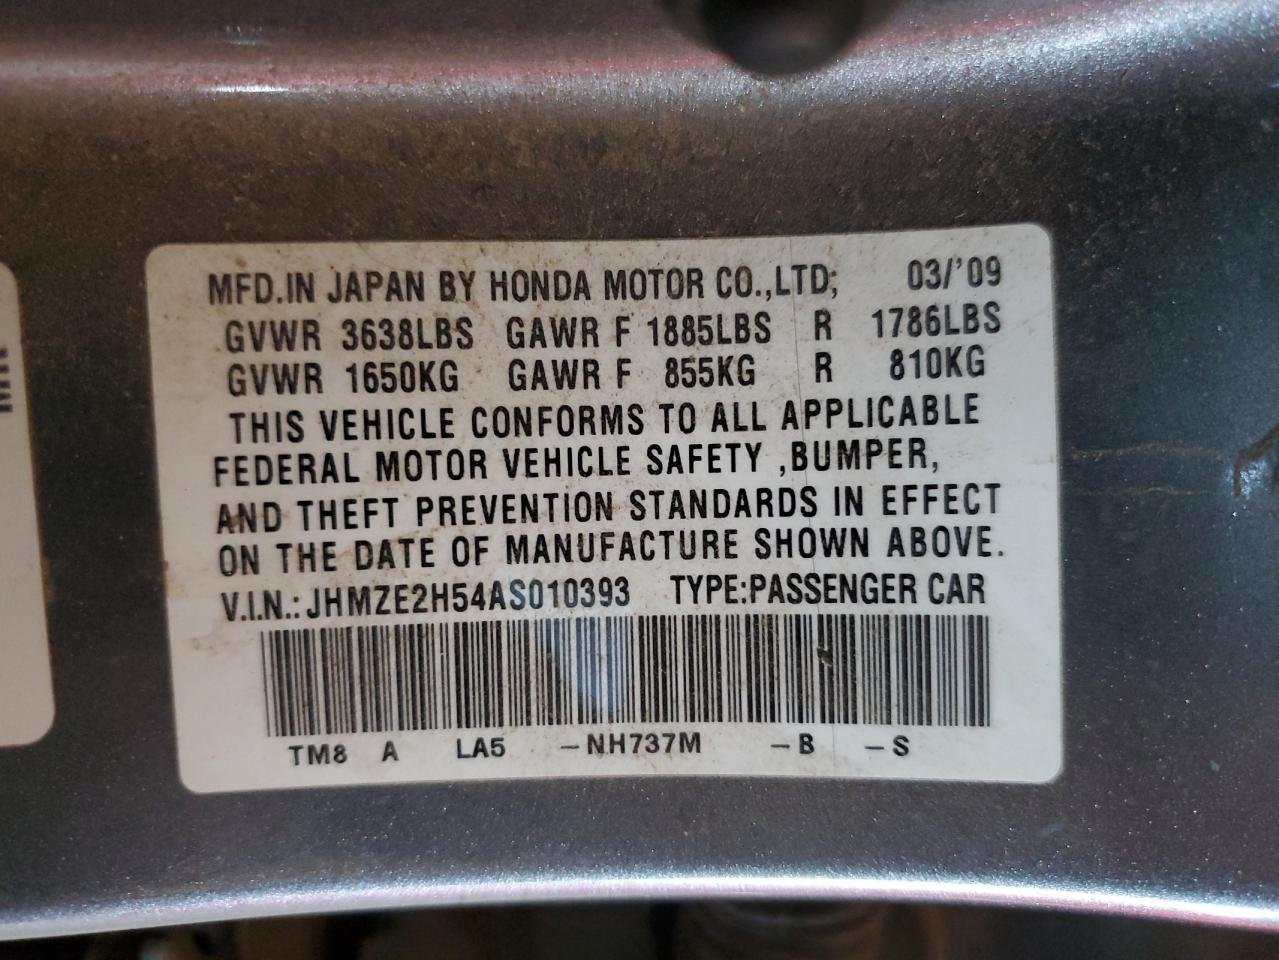 MFD.IN JAPAN BY HONDA MOTOR CO.,LTD; 03/'09
GVWR 3638LBS GAWR F 1885LBS R 1786LBS
GVWR 1650KG GAWR F 855KG R 810KG
THIS VEHICLE CONFORMS TO ALL APPLICABLE
FEDERAL MOTOR VEHICLE SAFETY ,BUMPER,
AND THEFT PREVENTION STANDARDS IN EFFECT
ON THE DATE OF MANUFACTURE SHOWN ABOVE.
V.I.N.: JHMZE2H54AS010393 TYPE:PASSENGER CAR
TM8 A LA5 -NH737M -B -S